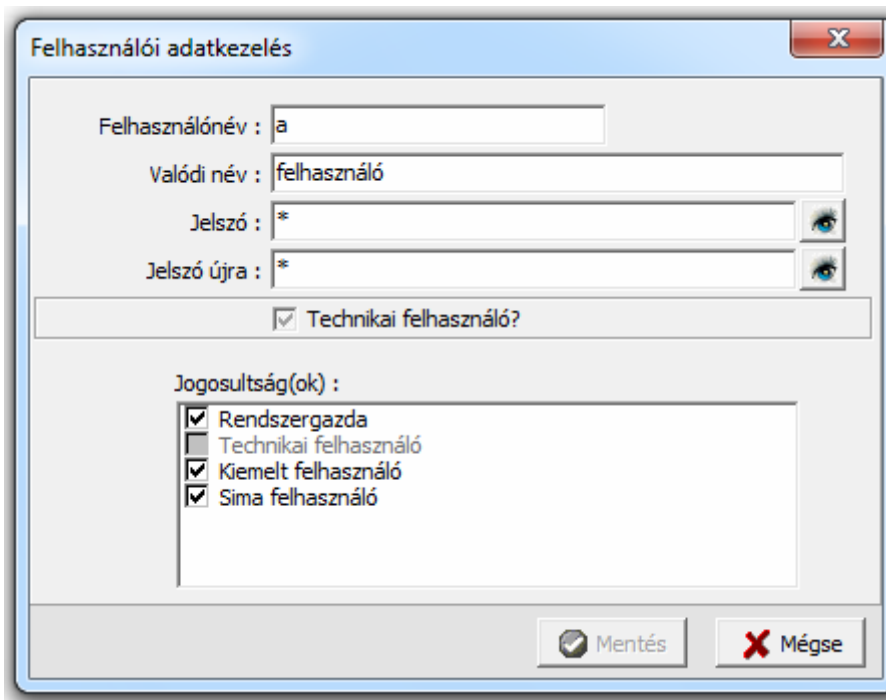 Felhasználói adatkezelés
Felhasználónév : a
Valódi név : felhasználó
Jelszó : *
Jelszó újra : *
Technikai felhasználó?
Jogosultság(ok) :
Rendszergazda
Technikai felhasználó
Kiemelt felhasználó
Sima felhasználó
Mentés Mégse